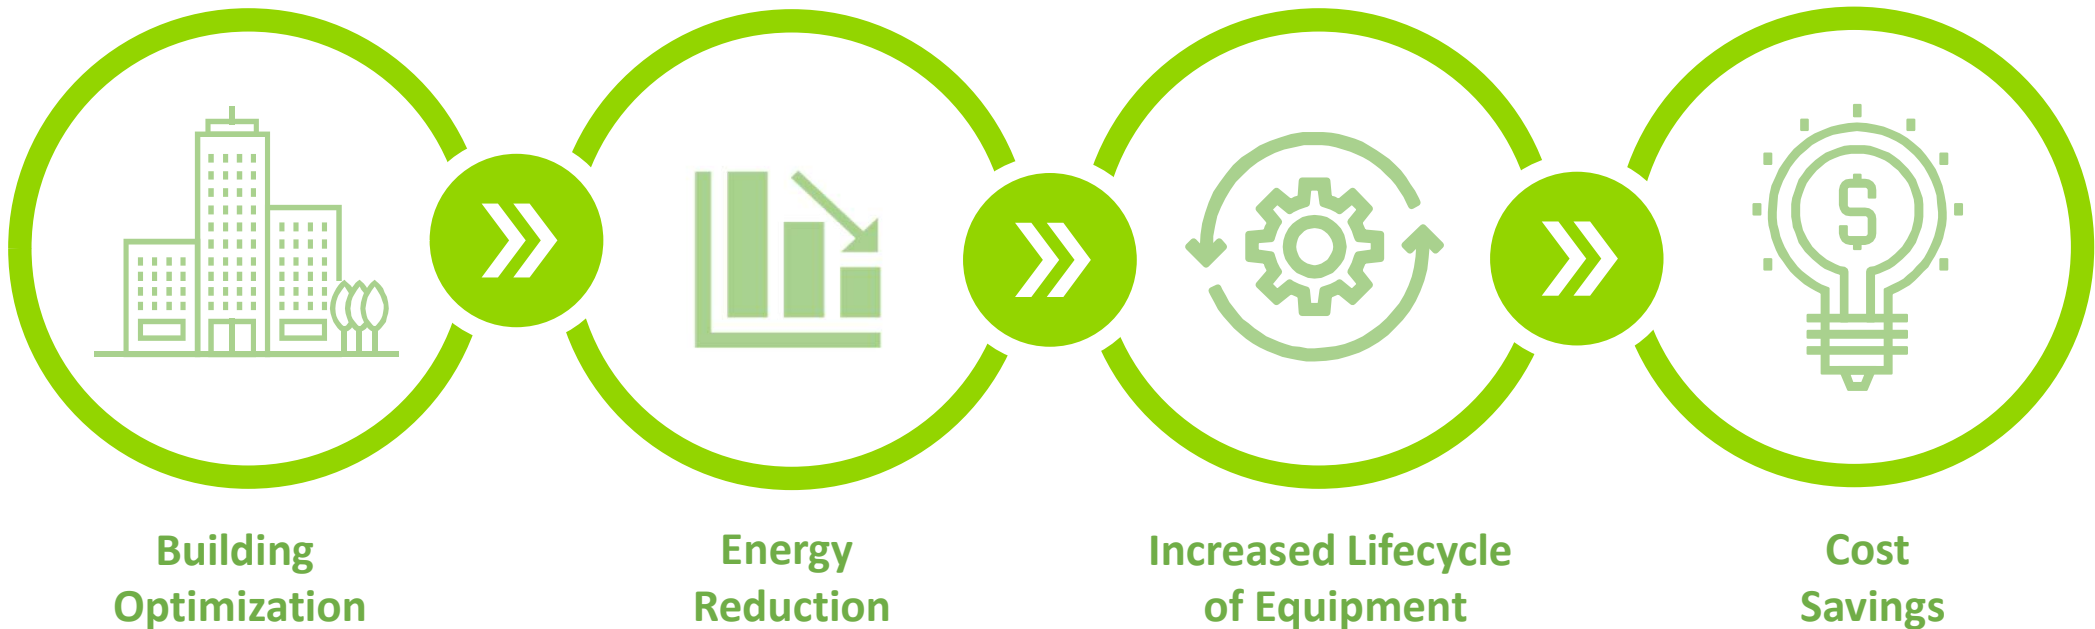 Building
Optimization
Energy
Reduction
Increased Lifecycle
of Equipment
$
Cost
Savings